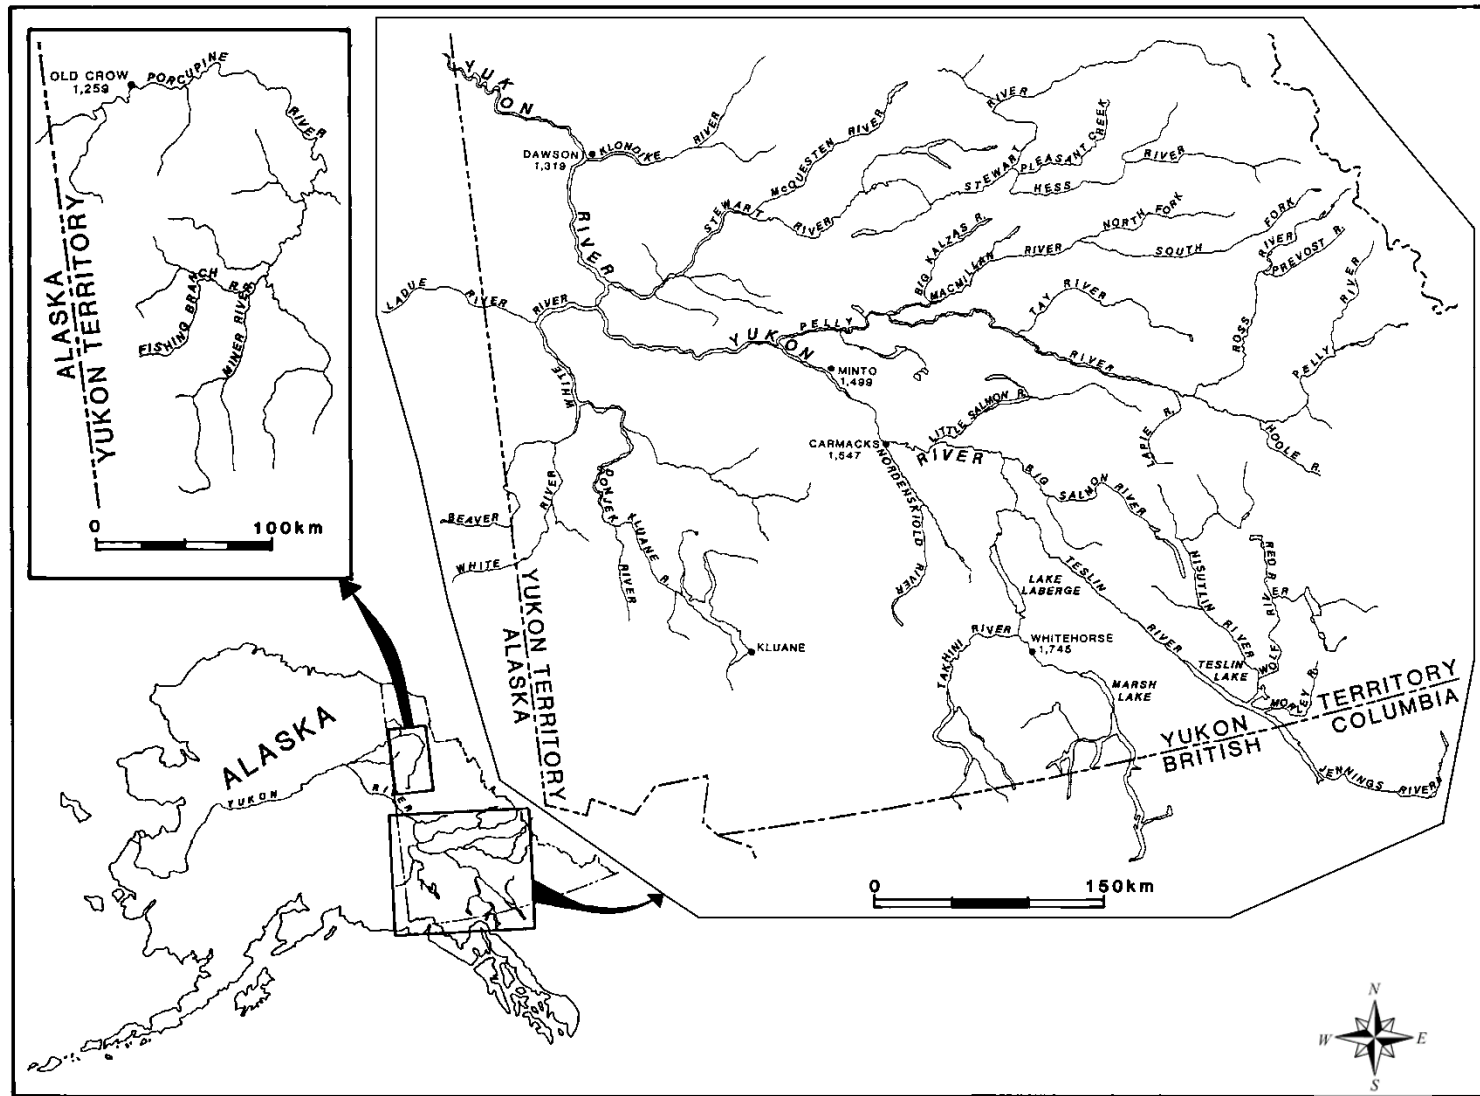 OLD CROW
1,259
PORCUPINE
RIVER
ALASKA
YUKON TERRITORY
FISHING BRANCH R.
MINER RIVER
0 100km
YUKON
RIVER
DAWSON
1,319
KLONDIKE RIVER
McQUESTEN RIVER
STEWART RIVER
STEWART RIVER
PLEASANT CREEK
HESS RIVER
BIG KALZAS R.
MACMILLAN RIVER
NORTH FORK
SOUTH FORK
RIVER
PREVOST R.
ROSS
TAY RIVER
PELLY RIVER
PELLY RIVER
LADUE RIVER
RIVER
WHITE
YUKON
MINTO
1,499
LITTLE SALMON R.
LAPIE R.
HOOLE R.
CARMACKS
1,547
RIVER
NORDENSKIOLD RIVER
BIG SALMON RIVER
DONJEK
RIVER
KLUANE R.
RIVER
BEAVER
WHITE
YUKON TERRITORY
ALASKA
KLUANE
LAKE
LABERGE
TESLIN RIVER
NISUTLIN RIVER
RED R.
RIVER
WOLF
TAKHINI RIVER
WHITEHORSE
1,745
MARSH
LAKE
TESLIN
LAKE
MORLEY R.
YUKON TERRITORY
BRITISH COLUMBIA
JENNINGS RIVER
0 150km
ALASKA
YUKON
RIVER
N
W E
S